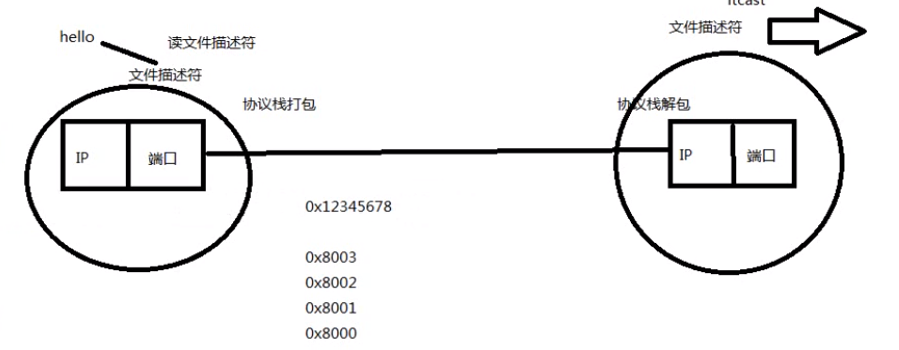 itcast
文件描述符
hello
读文件描述符
文件描述符
协议栈打包
协议栈解包
IP
端口
IP
端口
0x12345678
0x8003
0x8002
0x8001
0x8000